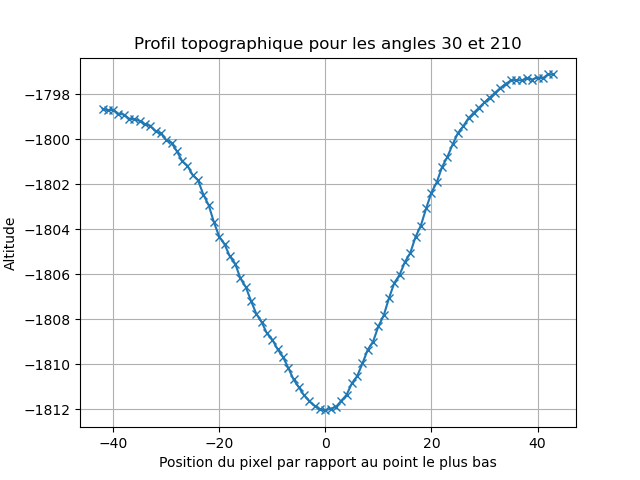 Profil topographique pour les angles 30 et 210
−1798
−1800
−1802
−1804
−1806
−1808
−1810
−1812
Altitude
−40 −20 0 20 40
Position du pixel par rapport au point le plus bas